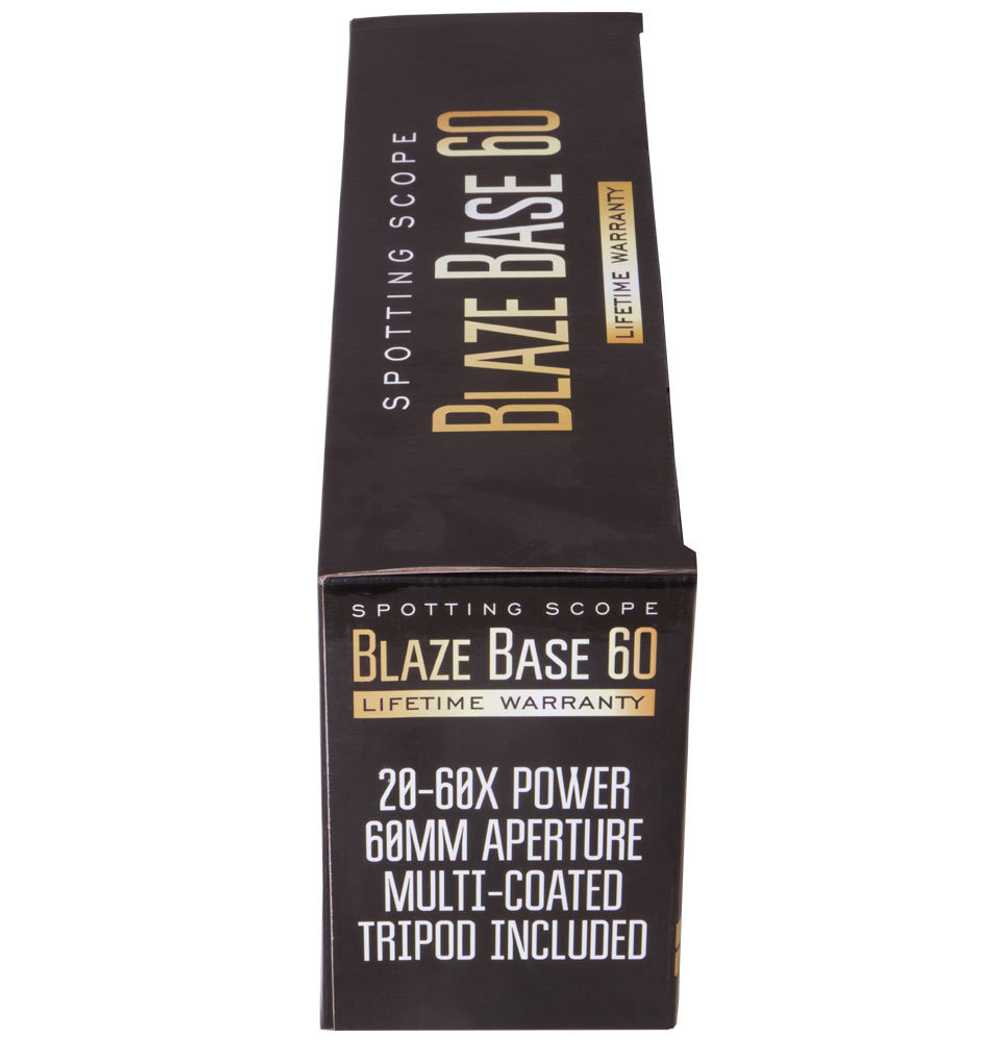 SPOTTING SCOPE
BLAZE BASE 60
LIFETIME WARRANTY
SPOTTING SCOPE
BLAZE BASE 60
LIFETIME WARRANTY
20-60X POWER
60MM APERTURE
MULTI-COATED
TRIPOD INCLUDED